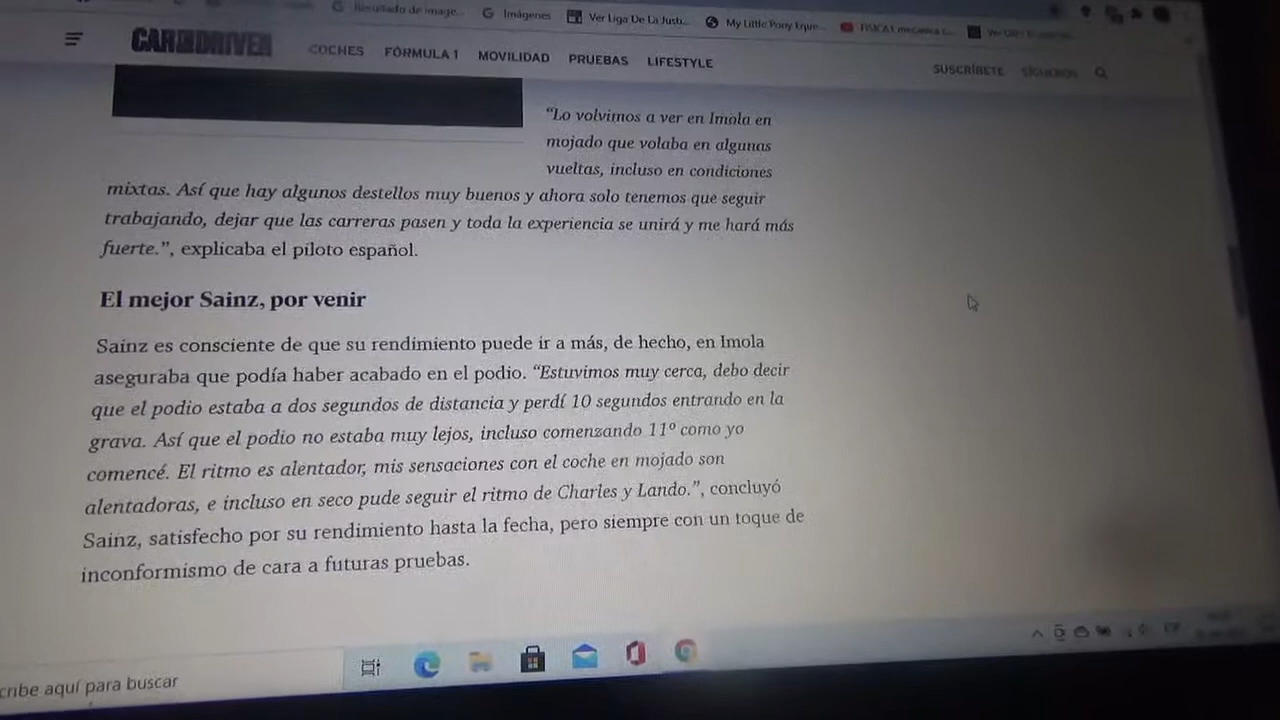 Resultado de image...
Imágenes
Ver Liga De La Justi...
My Little Pony Eque...
CAR AND DRIVER
COCHES FÓRMULA 1 MOVILIDAD PRUEBAS LIFESTYLE
SUSCRÍBETE SÍGUENOS
“Lo volvimos a ver en Imola en
mojado que volaba en algunas
vueltas, incluso en condiciones
mixtas. Así que hay algunos destellos muy buenos y ahora solo tenemos que seguir
trabajando, dejar que las carreras pasen y toda la experiencia se unirá y me hará más
fuerte.”, explicaba el piloto español.
El mejor Sainz, por venir
Sainz es consciente de que su rendimiento puede ir a más, de hecho, en Imola
aseguraba que podía haber acabado en el podio. “Estuvimos muy cerca, debo decir
que el podio estaba a dos segundos de distancia y perdí 10 segundos entrando en la
grava. Así que el podio no estaba muy lejos, incluso comenzando 11º como yo
comencé. El ritmo es alentador, mis sensaciones con el coche en mojado son
alentadoras, e incluso en seco pude seguir el ritmo de Charles y Lando.”, concluyó
Sainz, satisfecho por su rendimiento hasta la fecha, pero siempre con un toque de
inconformismo de cara a futuras pruebas.
cribe aquí para buscar